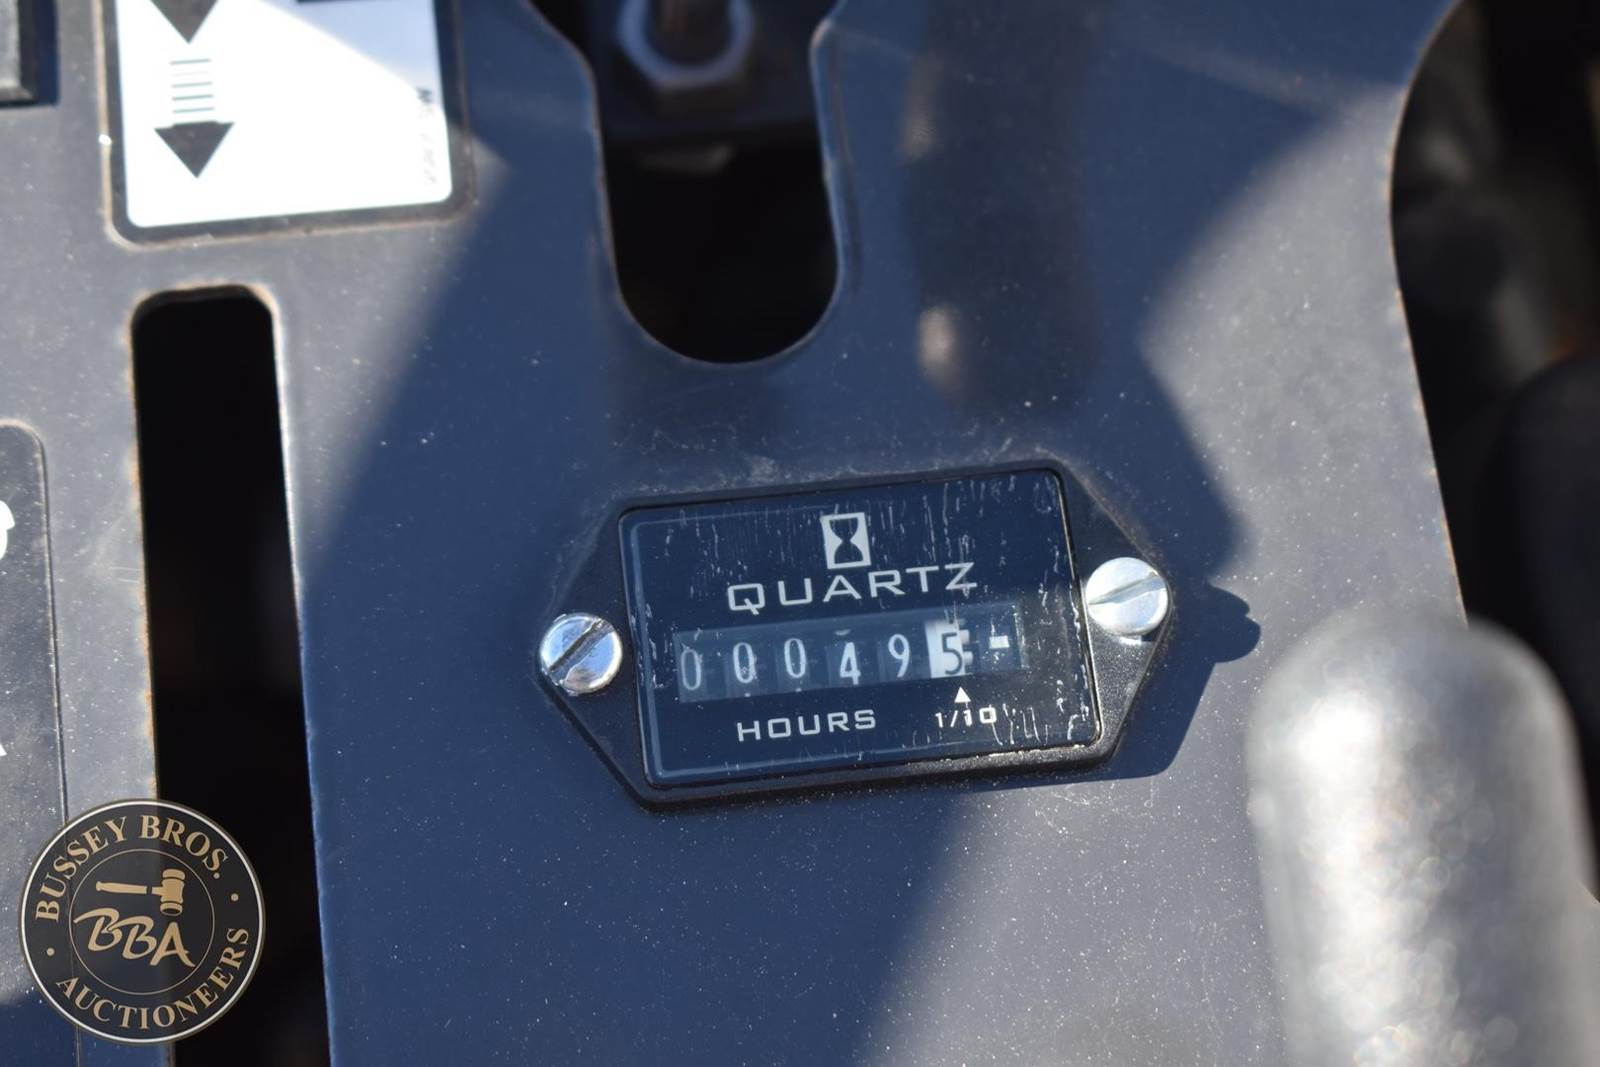 QUARTZ
000495
HOURS 1/10
BUSSEY BROS.
BBA
AUCTIONEERS